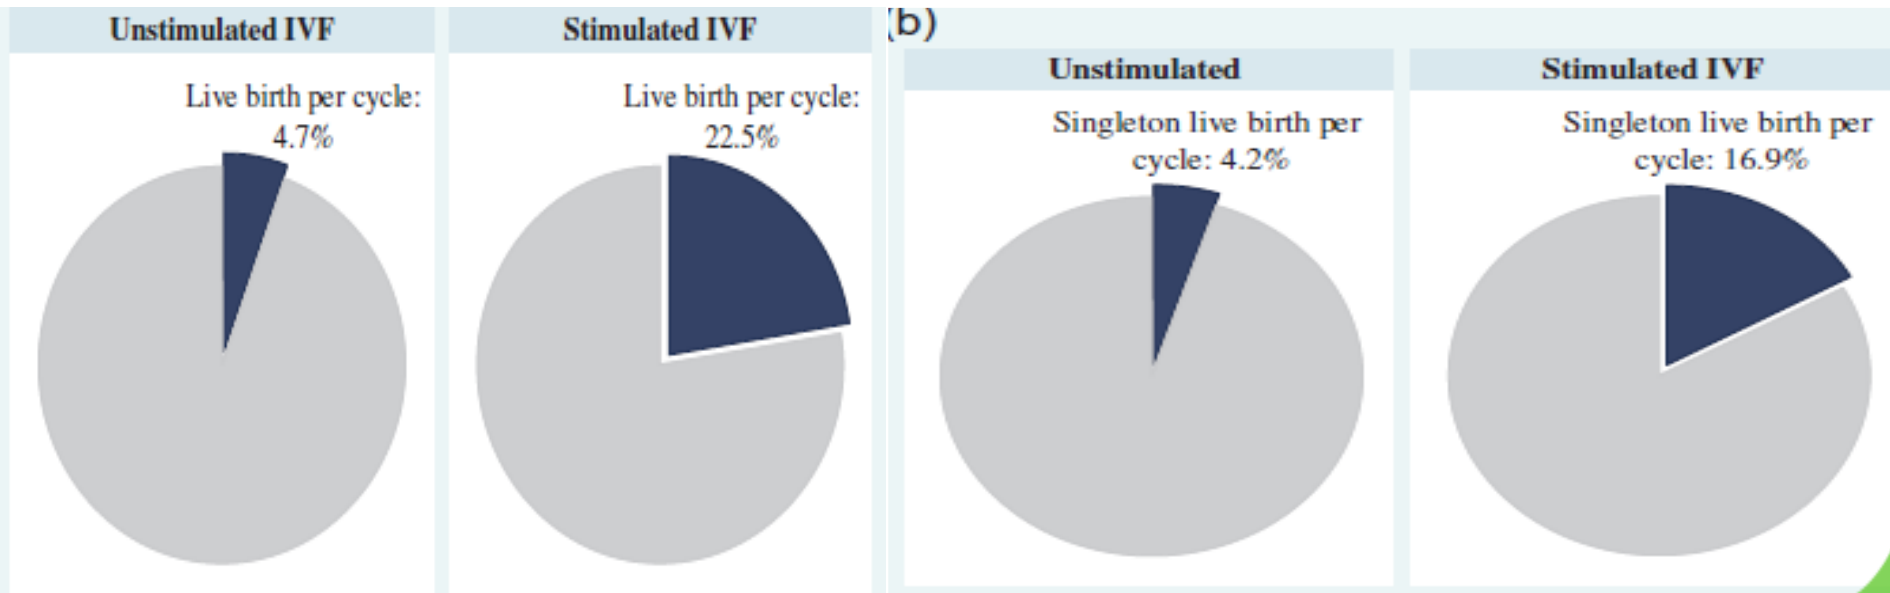 Unstimulated IVF
Live birth per cycle:
4.7%
Stimulated IVF
Live birth per cycle:
22.5%
(b)
Unstimulated
Singleton live birth per
cycle: 4.2%
Stimulated IVF
Singleton live birth per
cycle: 16.9%